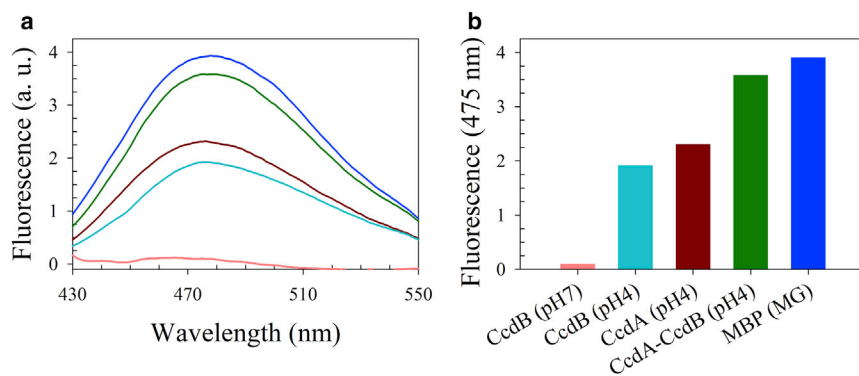 a
Fluorescence (a. u.)
4
3
2
1
0
430
470
510
550
Wavelength (nm)
b
Fluorescence (475 nm)
4
3
2
1
0
CcdB (pH7)
CcdB (pH4)
CcdA (pH4)
CcdA-CcdB (pH4)
MBP (MG)